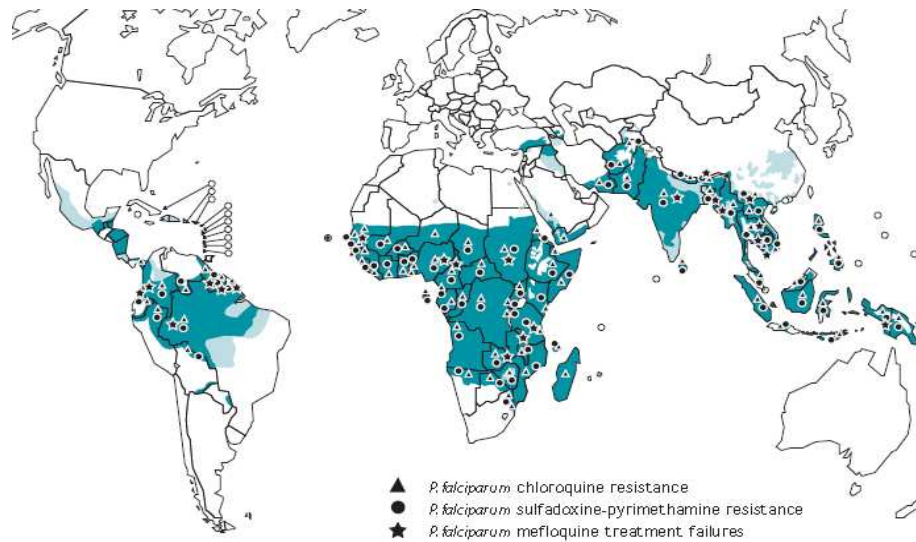 P. falciparum chloroquine resistance
P. falciparum sulfadoxine-pyrimethamine resistance
P. falciparum mefloquine treatment failures